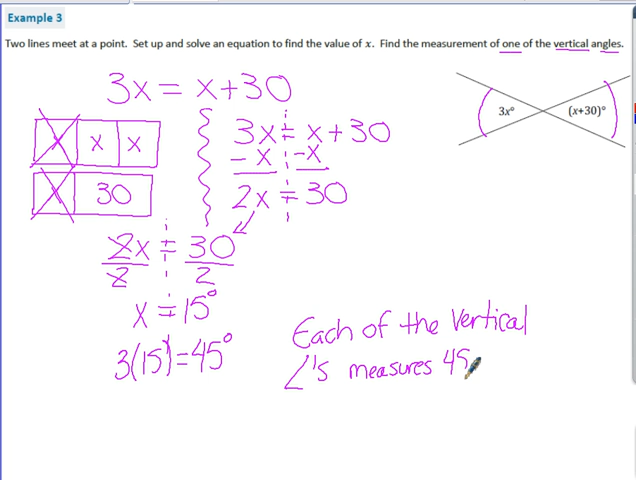 Example 3
Two lines meet at a point. Set up and solve an equation to find the value of x. Find the measurement of one of the vertical angles.
3x = x+30
3x°
(x+30)°
x x x
x 30
3x = x + 30
- x -x
2x = 30
2x = 30
2 2
x = 15°
3(15) = 45°
Each of the vertical
∠'s measures 45